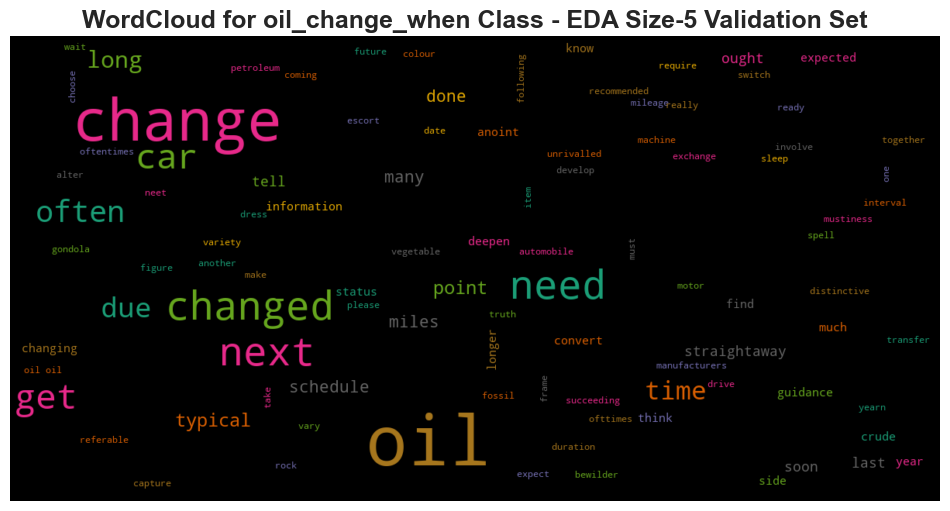 WordCloud for oil_change_when Class - EDA Size-5 Validation Set
wait
long
petroleum
coming
future
colour
following
know
require
ought
switch
expected
choose
change
done
recommended
mileage
really
ready
escort
date
anoint
machine
involve
together
oftentimes
car
unrivalled
exchange
sleep
develop
one
alter
neet
tell
many
item
interval
often
dress
information
mustiness
gondola
variety
deepen
automobile
must
spell
figure
another
make
vegetable
status
please
point
need
motor
find
distinctive
due
changed
miles
truth
much
transfer
changing
next
longer
convert
straightaway
manufacturers
oil oil
get
take
schedule
fossil
frame
succeeding
time
drive
guidance
typical
vary
ofttimes
think
yearn
referable
oil
duration
crude
rock
expect
bewilder
soon
last
year
capture
side